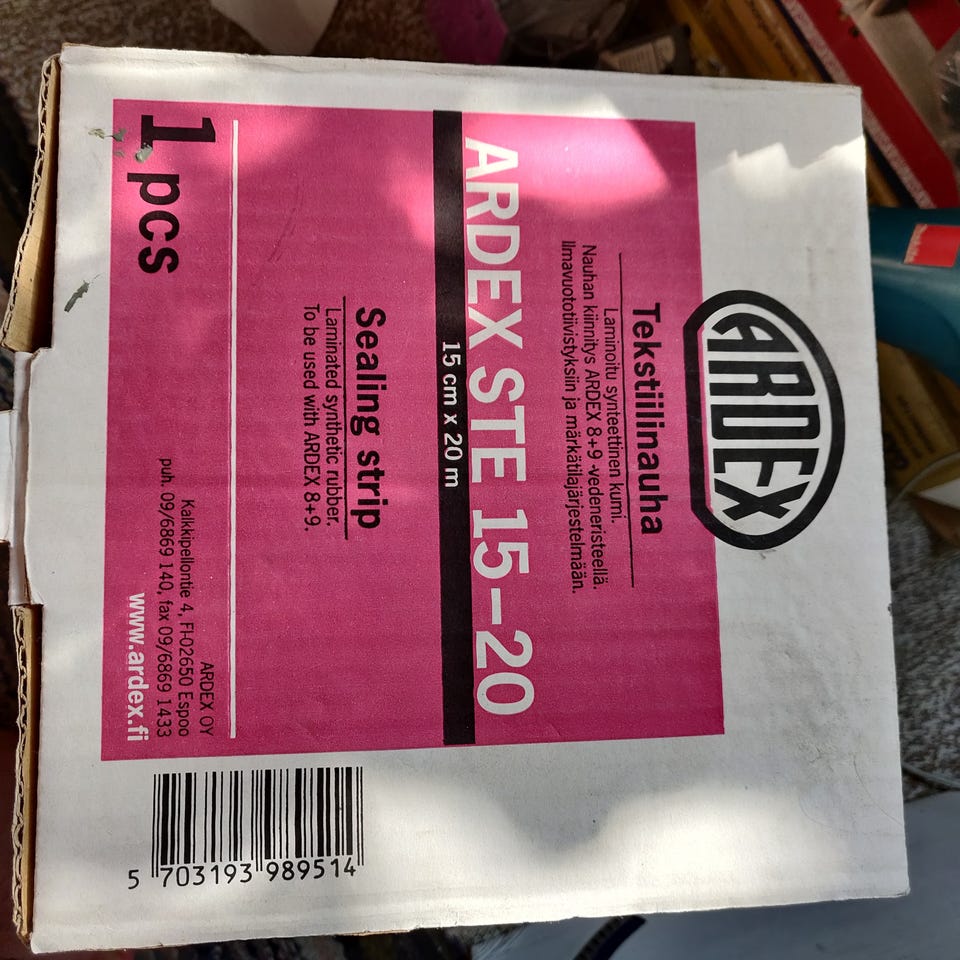 ARDEX
Tekstiilinauha
Laminoitu synteettinen kumi.
Nauhan kiinnitys ARDEX 8+9 -vedeneristeellä.
Ilmavuototiivistyksiin ja märkätilajärjestelmään.
ARDEX STE 15-20
15 cm x 20 m
Sealing strip
Laminated synthetic rubber.
To be used with ARDEX 8+9.
1 pcs
ARDEX OY
Kalkkipellontie 4, FI-02650 Espoo
puh. 09/6869 140, fax 09/6869 1433
www.ardex.fi
5 703193 989514